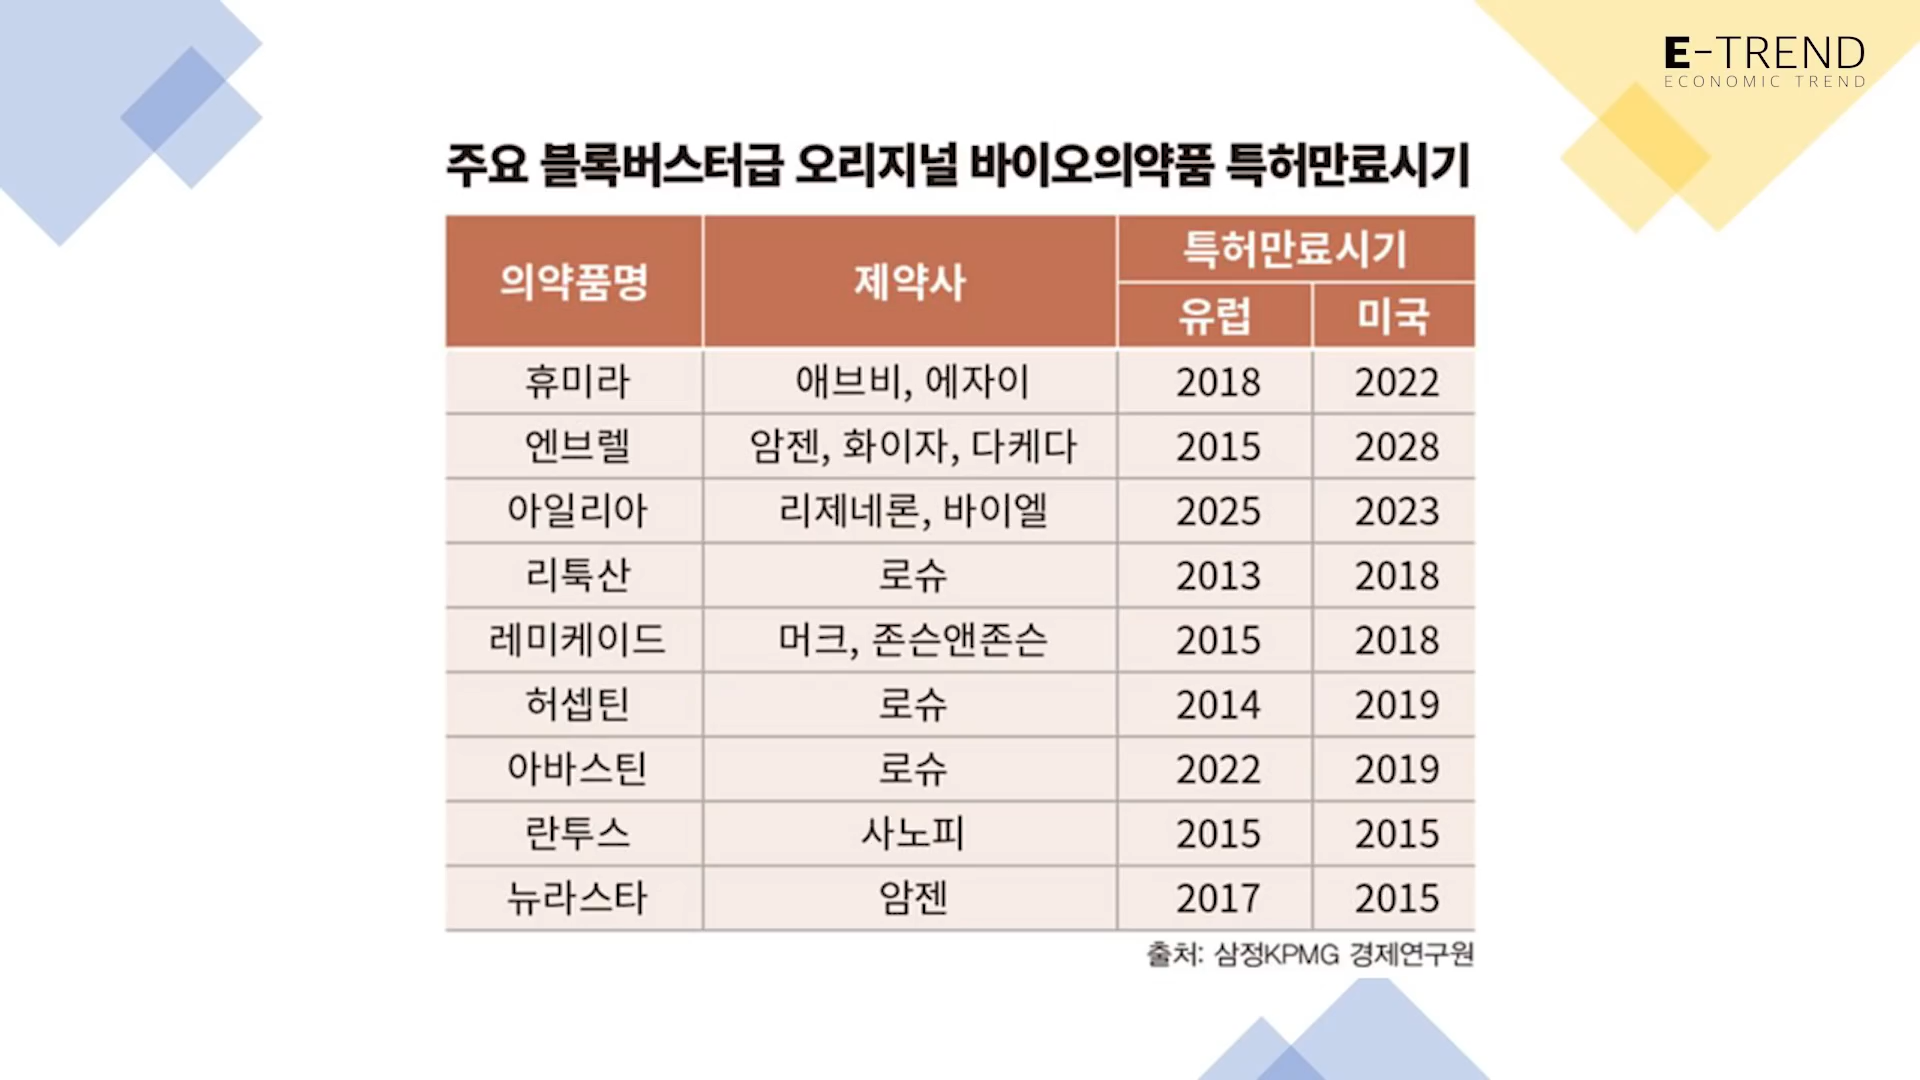 E-TREND
ECONOMIC TREND
주요 블록버스터급 오리지널 바이오의약품 특허만료시기
의약품명 제약사 특허만료시기
유럽 미국
휴미라 애브비, 에자이 2018 2022
엔브렐 암젠, 화이자, 다케다 2015 2028
아일리아 리제네론, 바이엘 2025 2023
리툭산 로슈 2013 2018
레미케이드 머크, 존슨앤존슨 2015 2018
허셉틴 로슈 2014 2019
아바스틴 로슈 2022 2019
란투스 사노피 2015 2015
뉴라스타 암젠 2017 2015
출처: 삼정KPMG 경제연구원